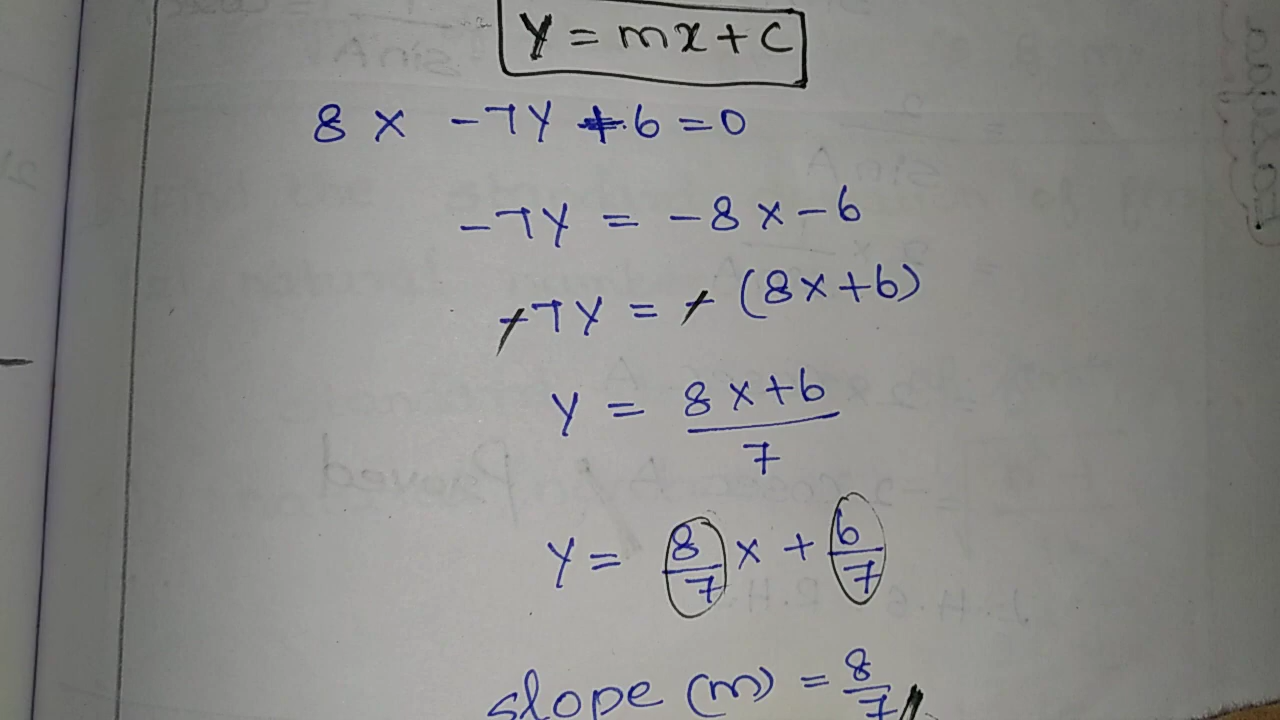 y = mx + c
8x - 7y + 6 = 0
-7y = -8x - 6
-7y = - (8x + 6)
y = 8x + 6 / 7
y = 8/7 x + 6/7
slope (m) = 8/7